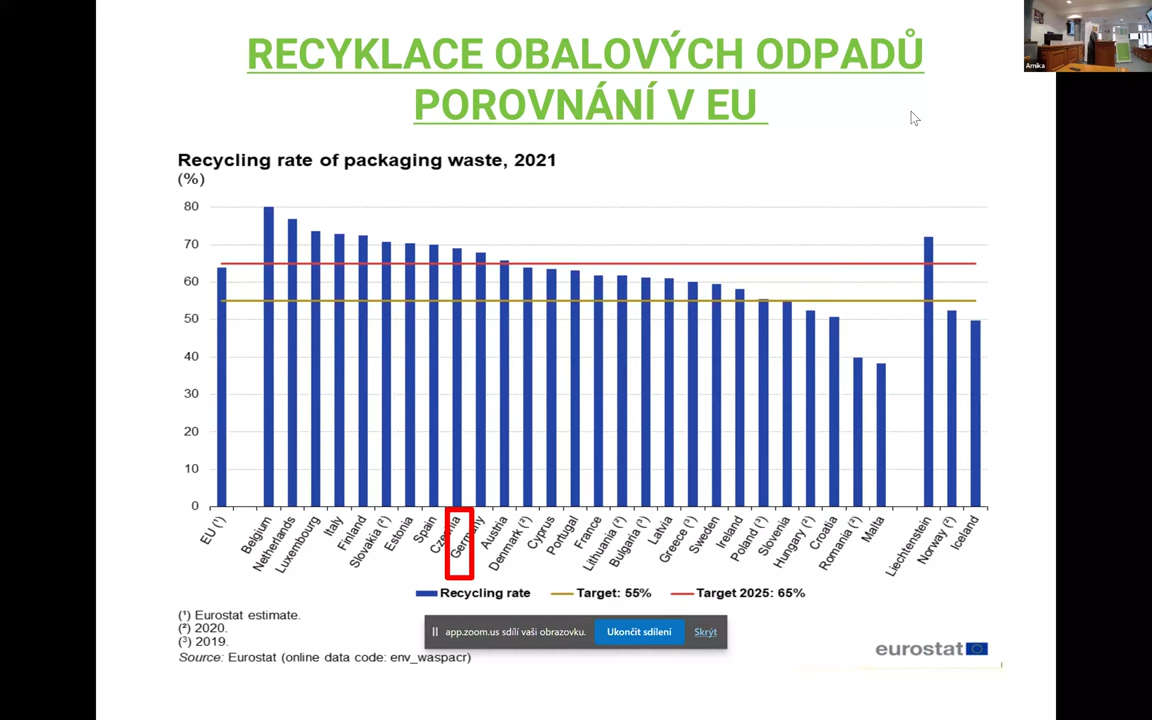 RECYKLACE OBALOVÝCH ODPADŮ
POROVNÁNÍ V EU
Arnika
Recycling rate of packaging waste, 2021
(%)
80
70
60
50
40
30
20
10
0
EU (¹)
Belgium
Netherlands
Luxembourg
Italy
Finland
Slovakia (²)
Estonia
Spain
Czechia
Germany
Austria
Denmark (²)
Cyprus
Portugal
France
Lithuania (²)
Bulgaria (³)
Latvia
Greece (¹)
Sweden
Ireland
Poland (¹)
Slovenia
Hungary (²)
Croatia
Romania (²)
Malta
Liechtenstein
Norway (²)
Iceland
Recycling rate
Target: 55%
Target 2025: 65%
(¹) Eurostat estimate.
(²) 2020.
(³) 2019.
Source: Eurostat (online data code: env_waspacr)
app.zoom.us sdílí vaši obrazovku.
Ukončit sdílení
Skrýt
eurostat